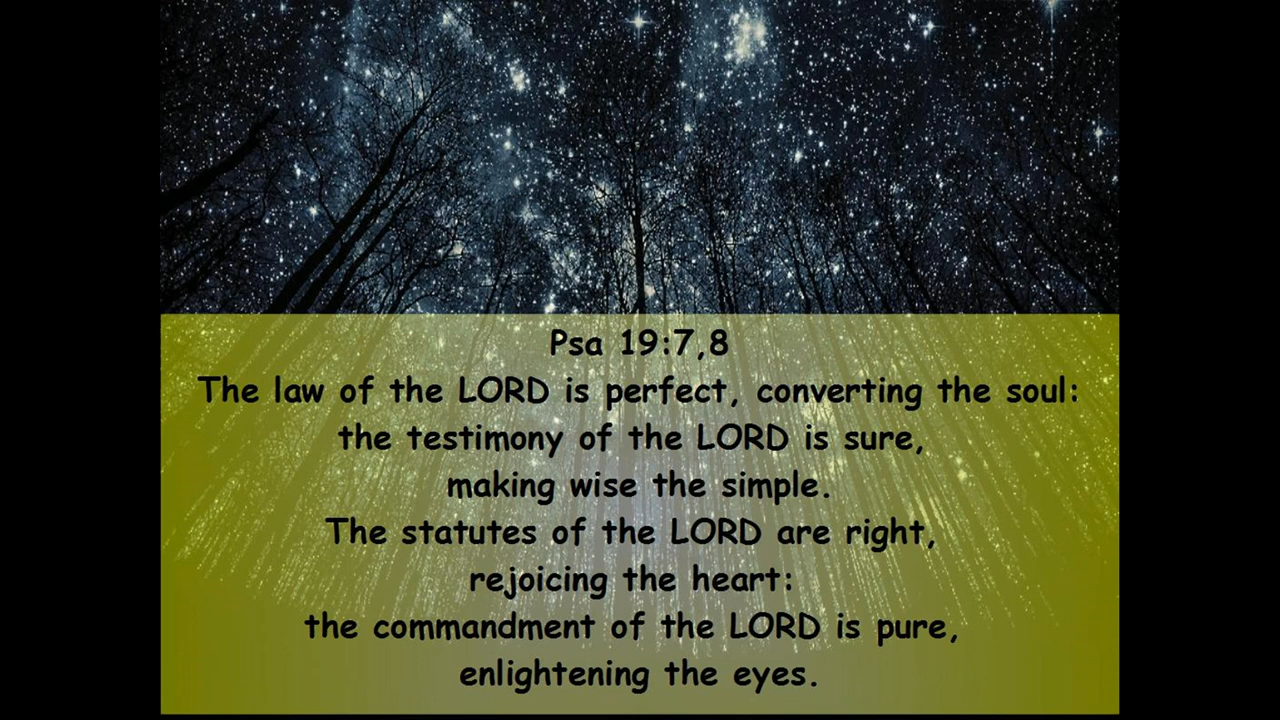 Psa 19:7,8
The law of the LORD is perfect, converting the soul:
the testimony of the LORD is sure,
making wise the simple.
The statutes of the LORD are right,
rejoicing the heart:
the commandment of the LORD is pure,
enlightening the eyes.